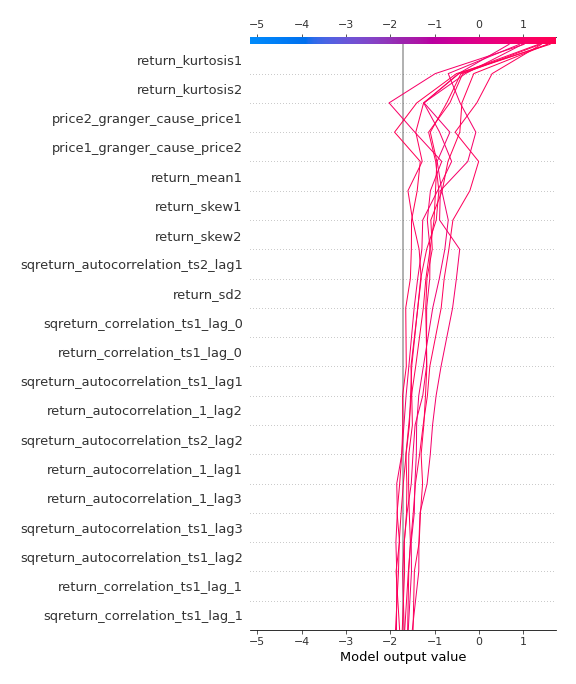 −5 −4 −3 −2 −1 0 1
return_kurtosis1
return_kurtosis2
price2_granger_cause_price1
price1_granger_cause_price2
return_mean1
return_skew1
return_skew2
sqreturn_autocorrelation_ts2_lag1
return_sd2
sqreturn_correlation_ts1_lag_0
return_correlation_ts1_lag_0
sqreturn_autocorrelation_ts1_lag1
return_autocorrelation_1_lag2
sqreturn_autocorrelation_ts2_lag2
return_autocorrelation_1_lag1
return_autocorrelation_1_lag3
sqreturn_autocorrelation_ts1_lag3
sqreturn_autocorrelation_ts1_lag2
return_correlation_ts1_lag_1
sqreturn_correlation_ts1_lag_1
−5 −4 −3 −2 −1 0 1
Model output value